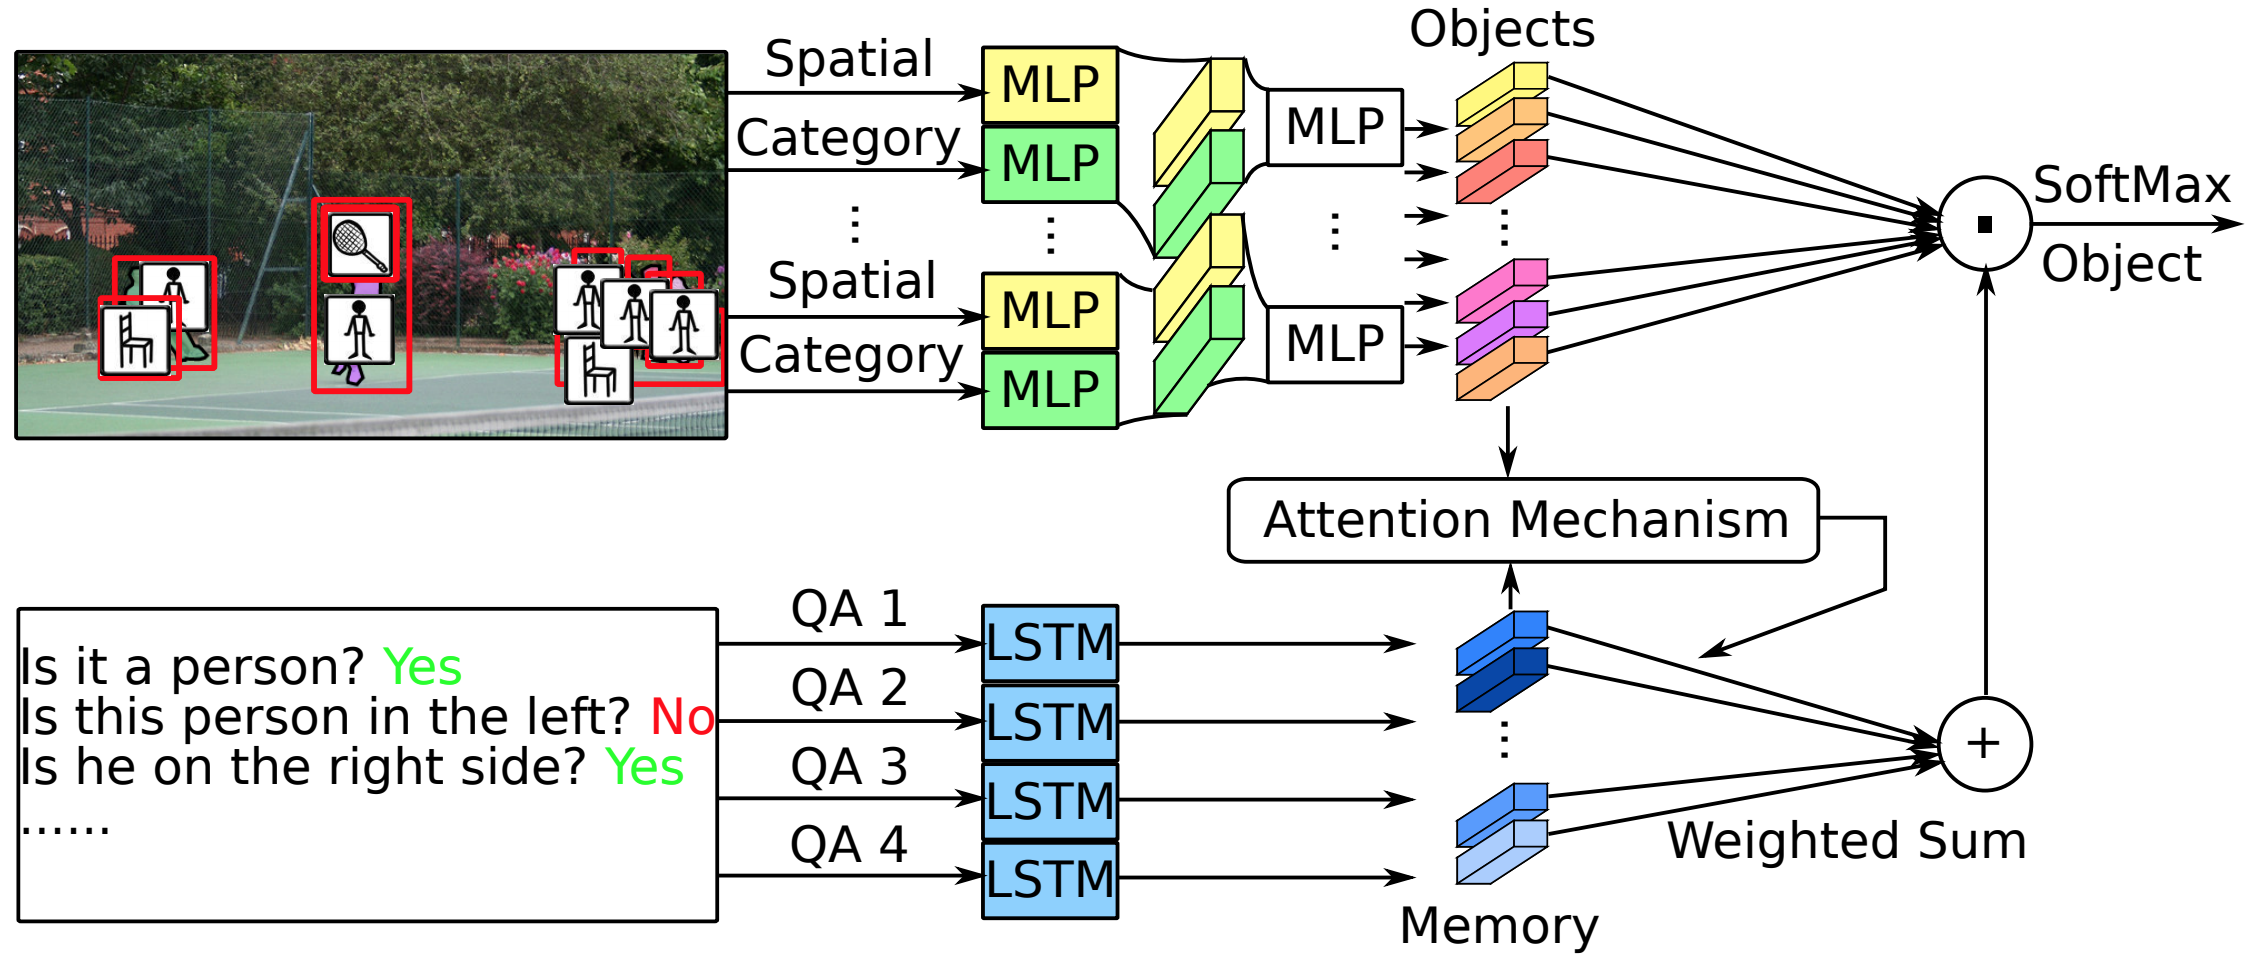 Objects
Spatial
MLP
Category
MLP
MLP
SoftMax
Object
Spatial
MLP
Category
MLP
MLP
Attention Mechanism
Is it a person? Yes
Is this person in the left? No
Is he on the right side? Yes
......
QA 1
LSTM
QA 2
LSTM
QA 3
LSTM
QA 4
LSTM
+
Weighted Sum
Memory